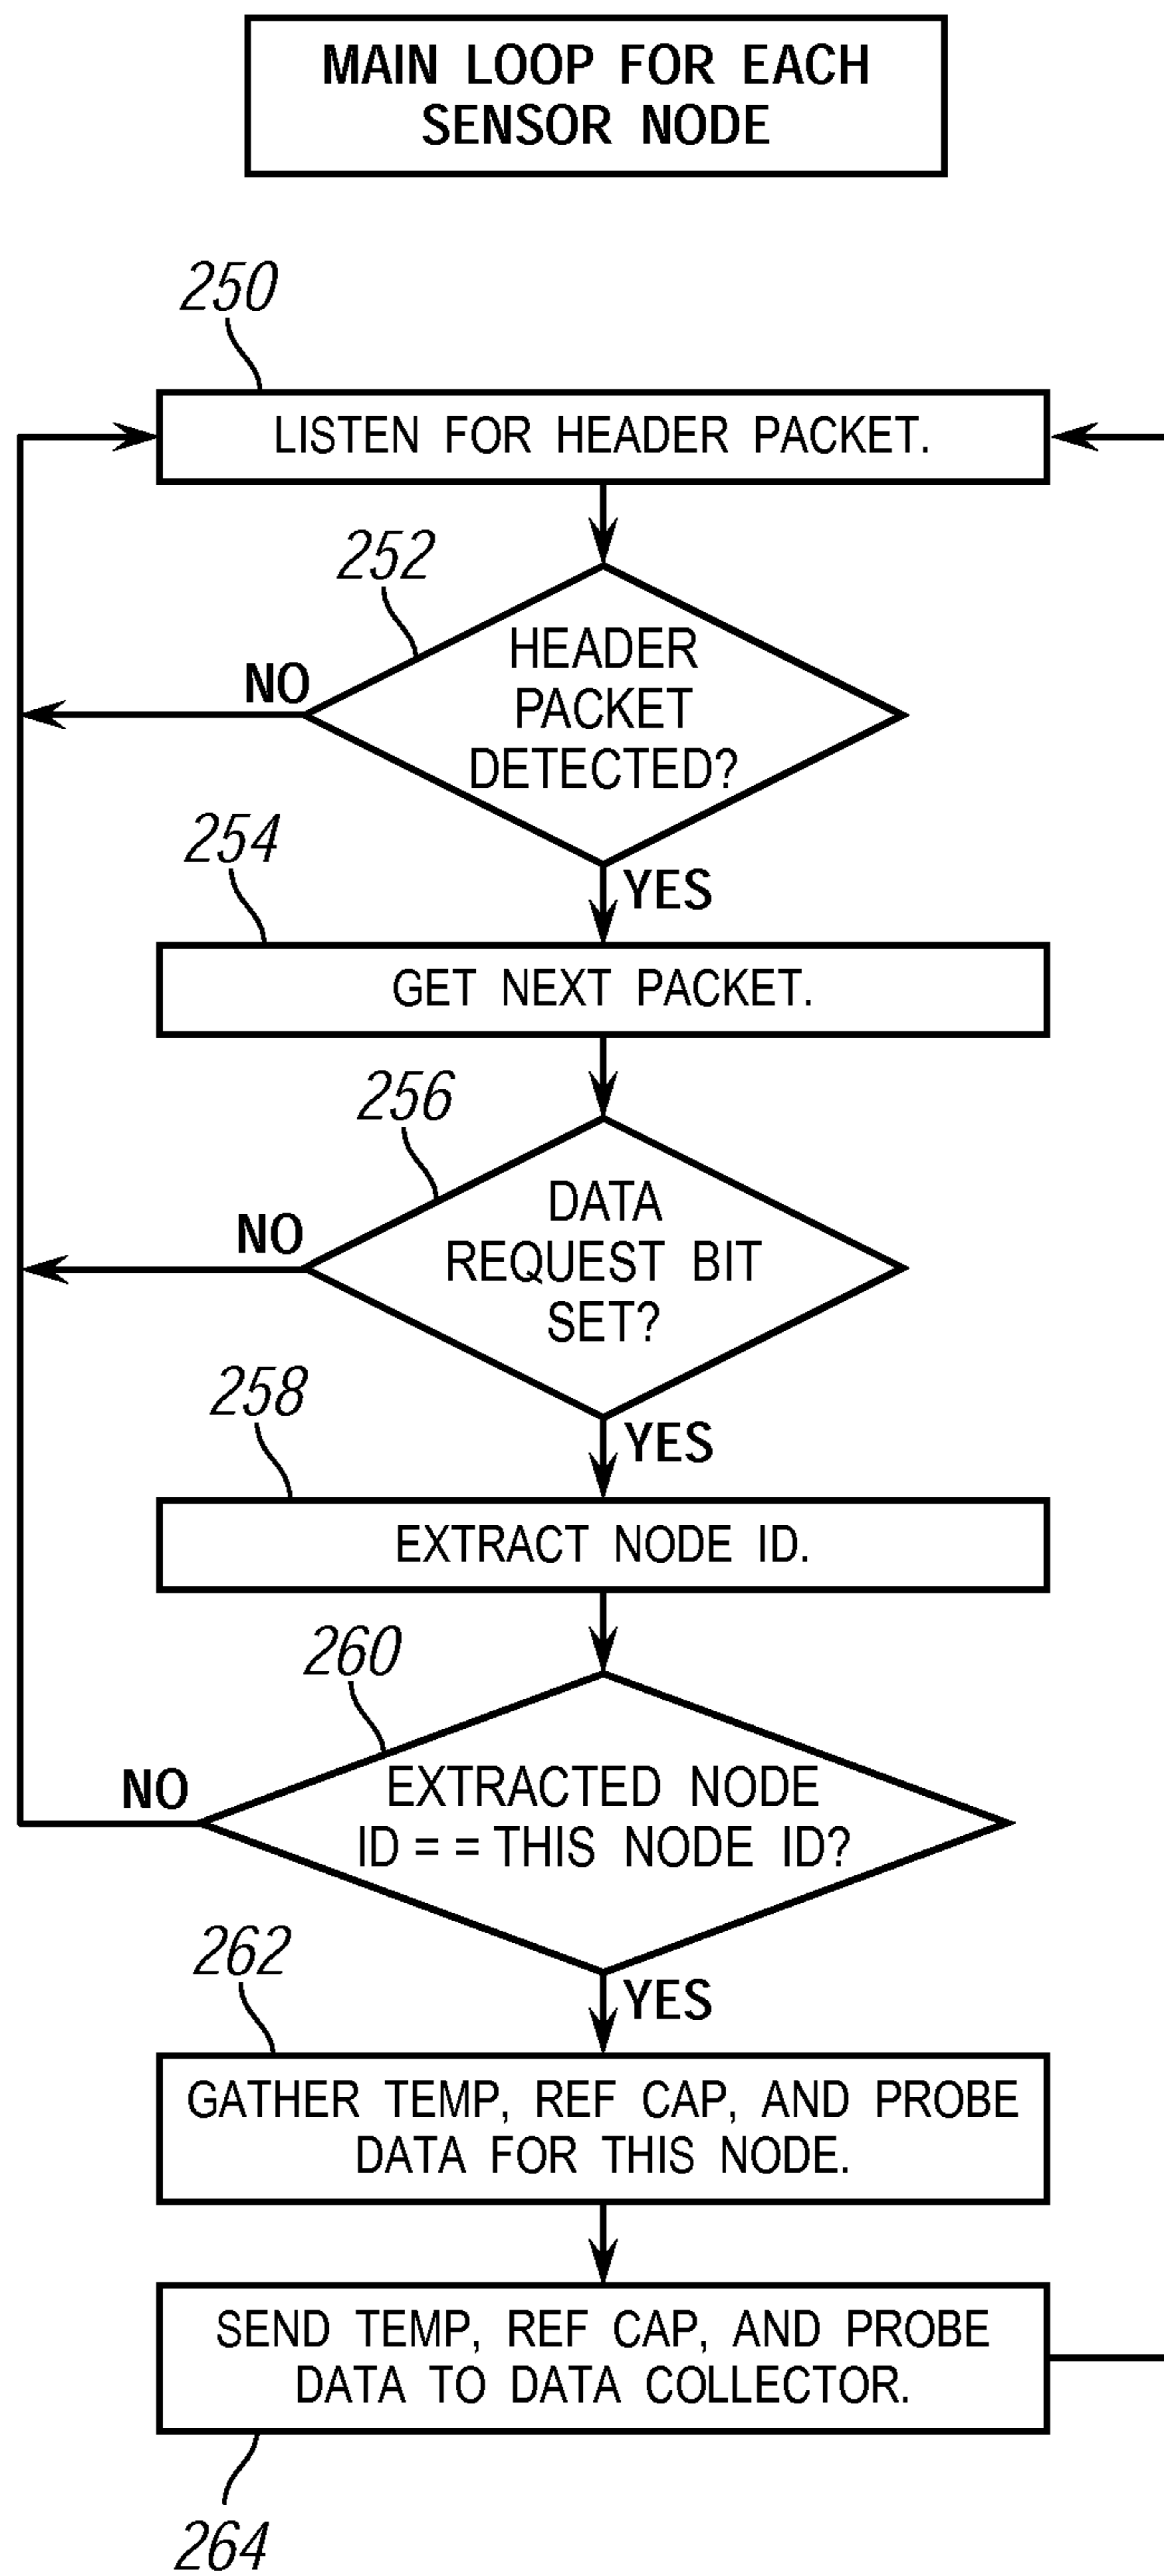 MAIN LOOP FOR EACH
SENSOR NODE
250
LISTEN FOR HEADER PACKET.
252
HEADER
PACKET
DETECTED?
NO
YES
254
GET NEXT PACKET.
256
DATA
REQUEST BIT
SET?
NO
YES
258
EXTRACT NODE ID.
260
EXTRACTED NODE
ID = = THIS NODE ID?
NO
YES
262
GATHER TEMP, REF CAP, AND PROBE
DATA FOR THIS NODE.
SEND TEMP, REF CAP, AND PROBE
DATA TO DATA COLLECTOR.
264